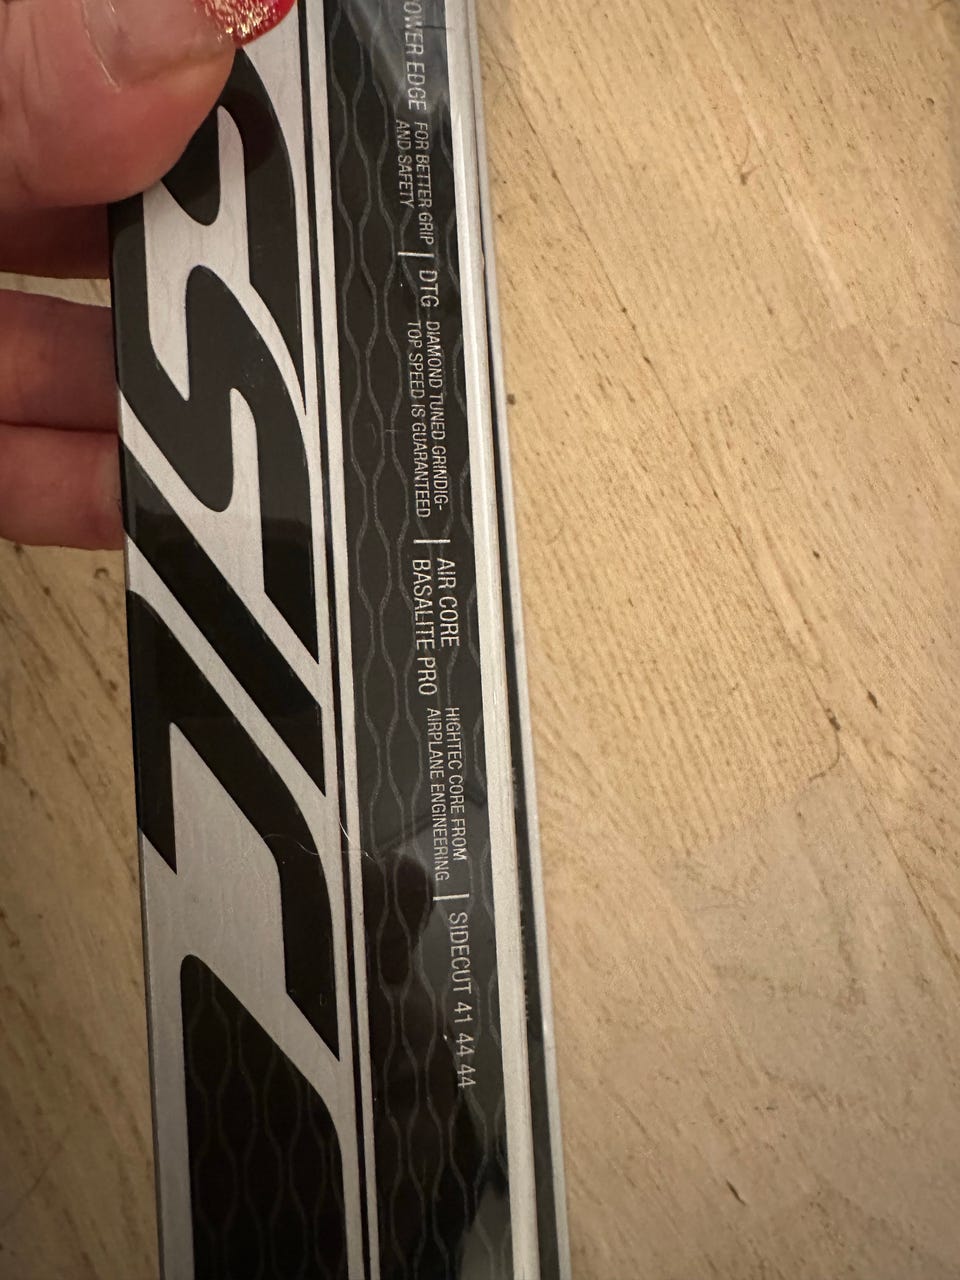 POWER EDGE
FOR BETTER GRIP
AND SAFETY
DTG
DIAMOND TUNED GRINDIG-
TOP SPEED IS GUARANTEED
AIR CORE
BASALITE PRO
HIGHTEC CORE FROM
AIRPLANE ENGINEERING
SIDECUT 41 44 44